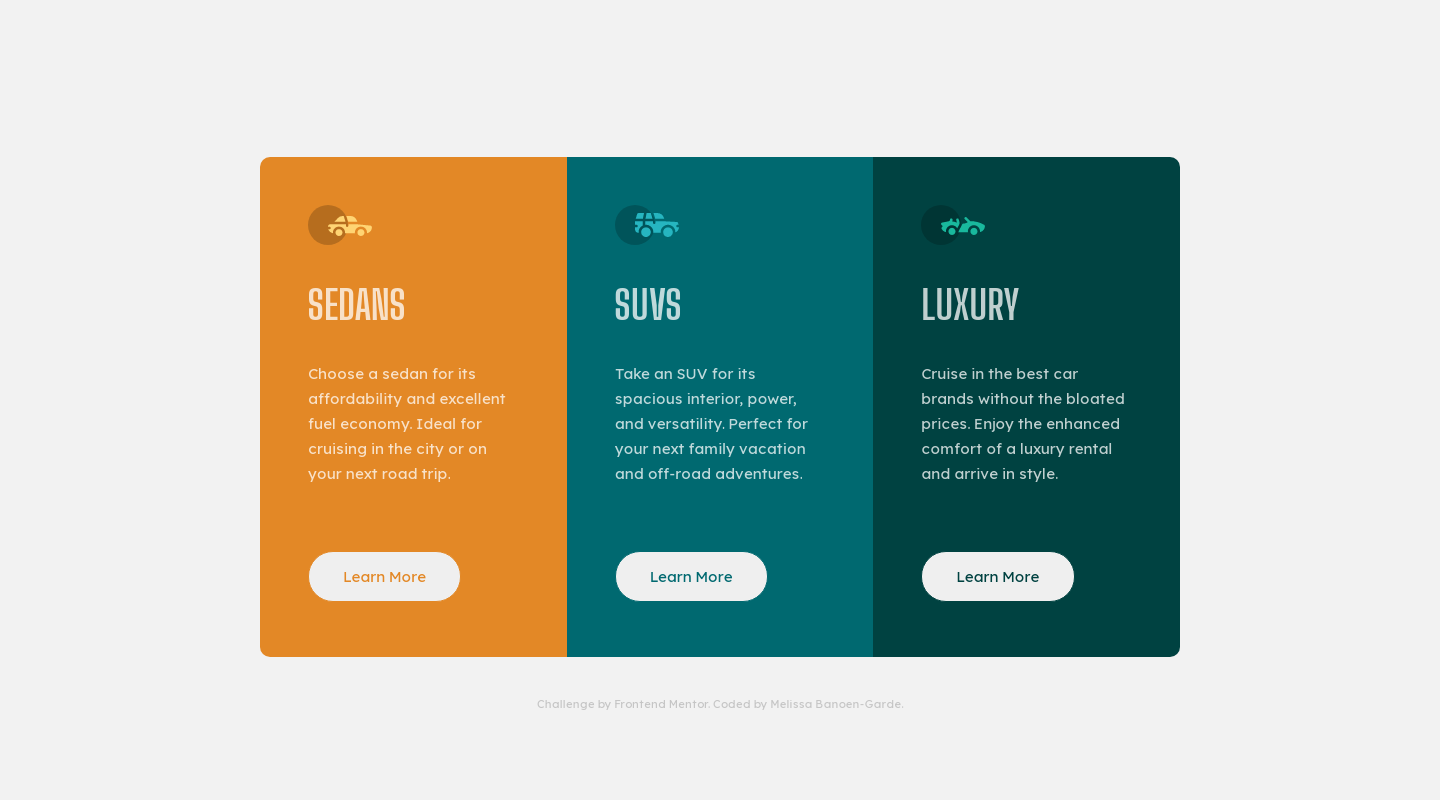 SEDANS
Choose a sedan for its
affordability and excellent
fuel economy. Ideal for
cruising in the city or on
your next road trip.
Learn More
SUVS
Take an SUV for its
spacious interior, power,
and versatility. Perfect for
your next family vacation
and off-road adventures.
Learn More
LUXURY
Cruise in the best car
brands without the bloated
prices. Enjoy the enhanced
comfort of a luxury rental
and arrive in style.
Learn More
Challenge by Frontend Mentor. Coded by Melissa Banoen-Garde.